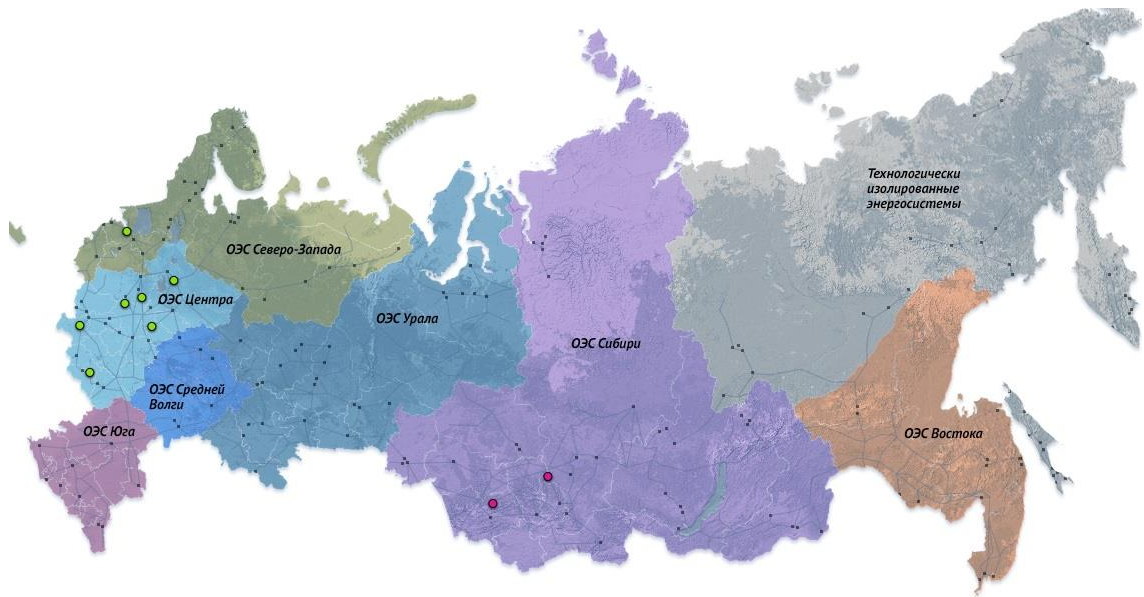 Технологически
изолированные
энергосистемы
ОЭС Северо-Запада
ОЭС Центра
ОЭС Урала
ОЭС Сибири
ОЭС Средней
Волги
ОЭС Юга
ОЭС Востока